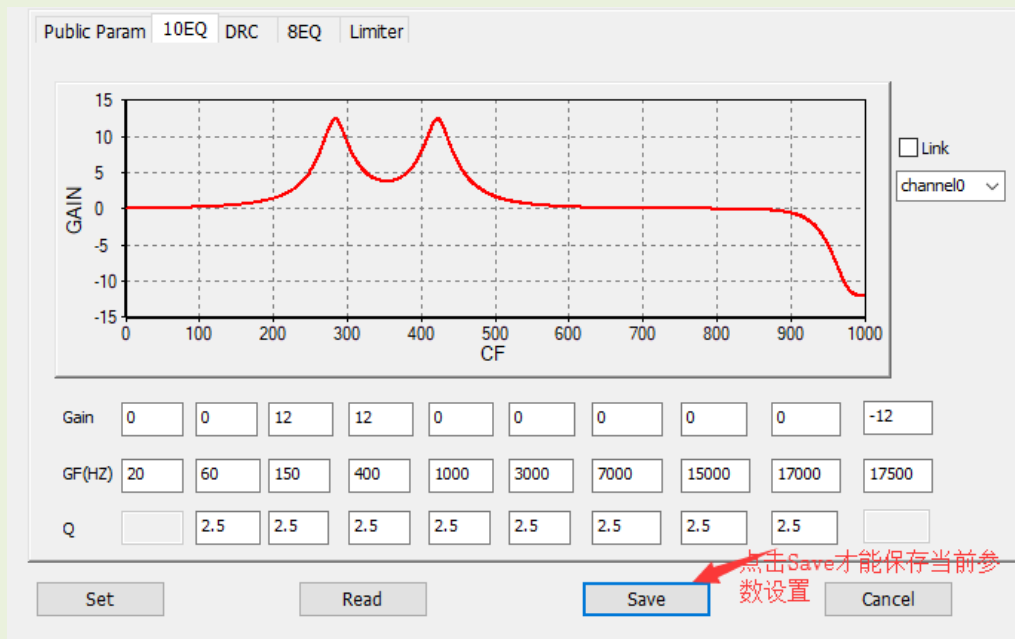 Public Param 10EQ DRC 8EQ Limiter
15
10
5
0
-5
-10
-15
GAIN
0 100 200 300 400 500 600 700 800 900 1000
CF
Link
channel0
Gain 0 0 12 12 0 0 0 0 0 -12
GF(HZ) 20 60 150 400 1000 3000 7000 15000 17000 17500
Q 2.5 2.5 2.5 2.5 2.5 2.5 2.5 2.5
点击Save才能保存当前参
数设置
Set Read Save Cancel